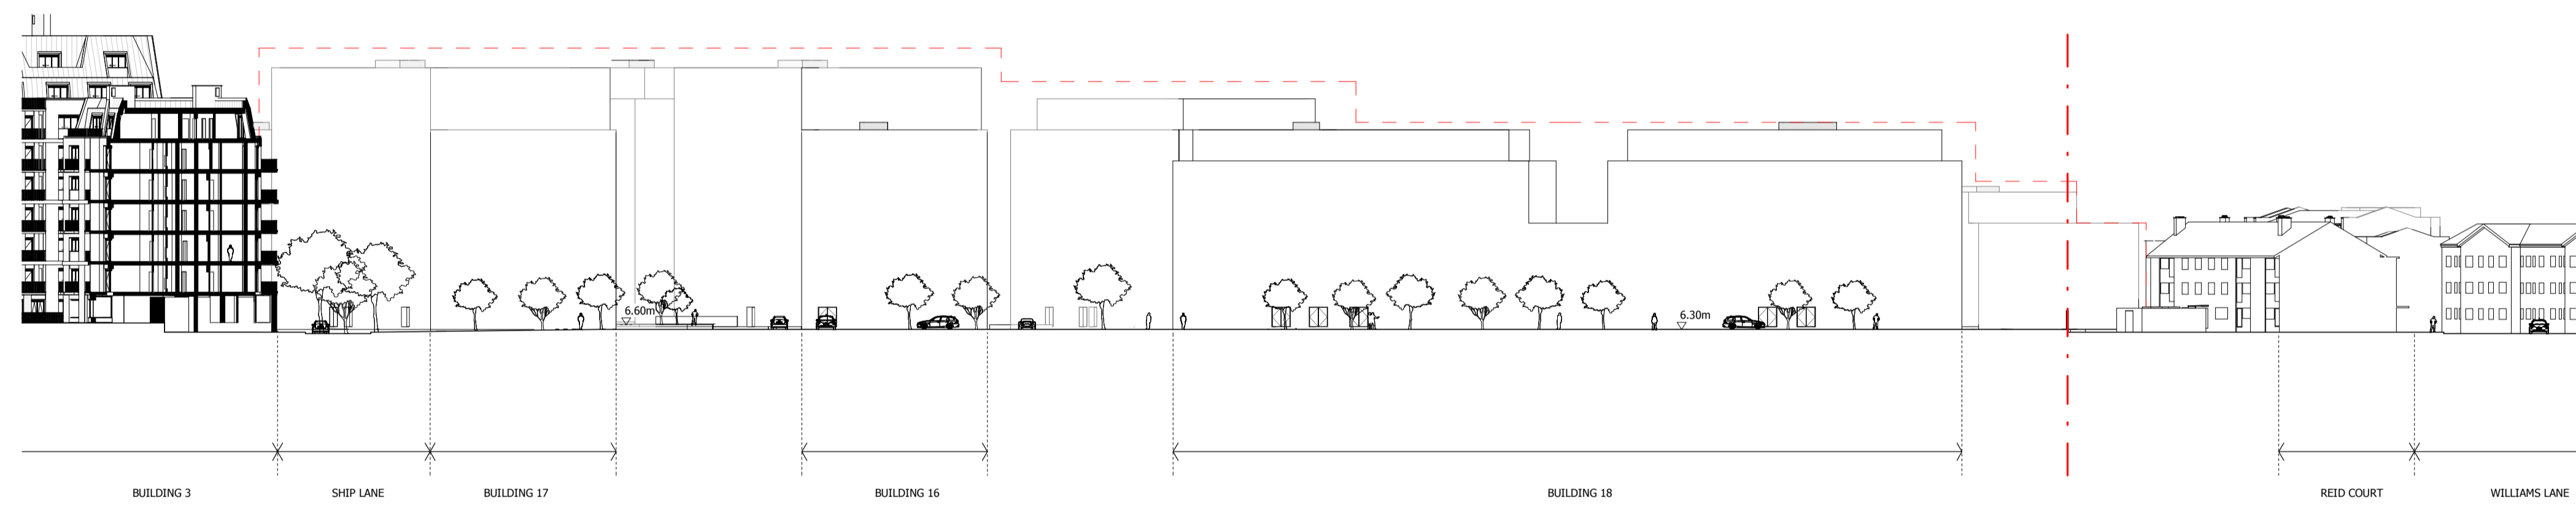 6.60m
6.30m
BUILDING 3
SHIP LANE
BUILDING 17
BUILDING 16
BUILDING 18
REID COURT
WILLIAMS LANE